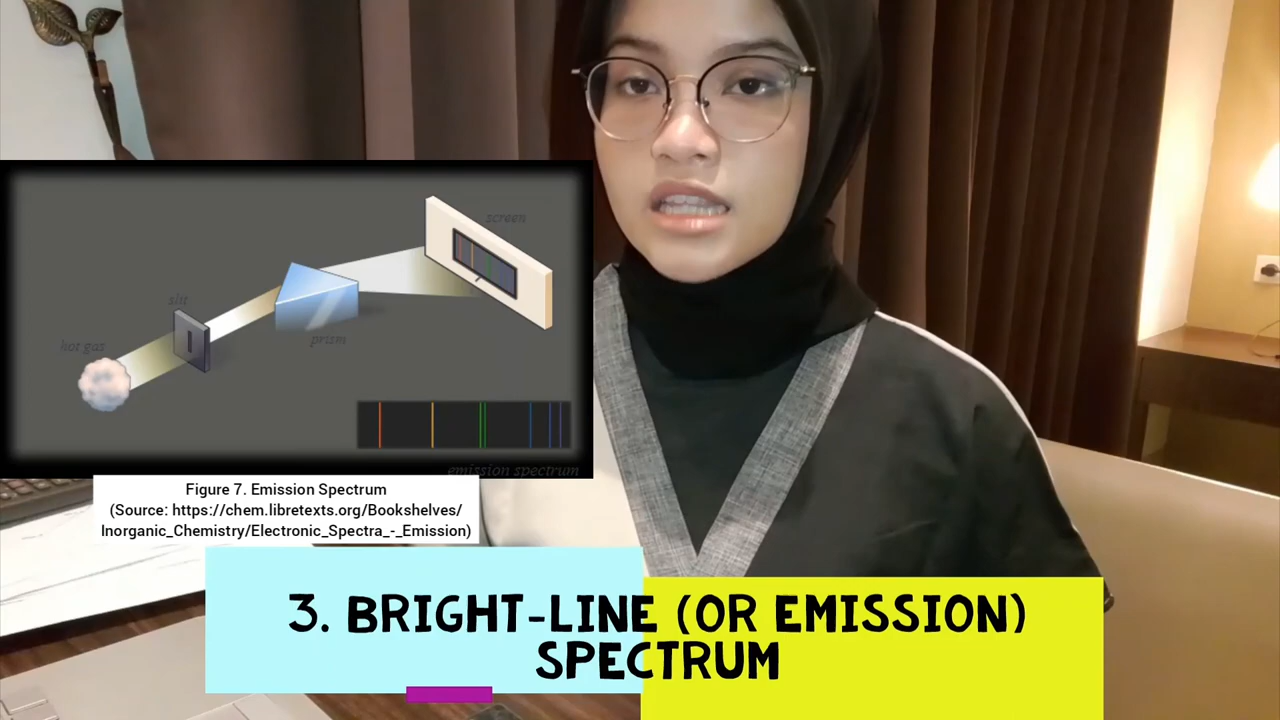 screen
slit
hot gas
prism
emission spectrum
Figure 7. Emission Spectrum
(Source: https://chem.libretexts.org/Bookshelves/
Inorganic_Chemistry/Electronic_Spectra_-_Emission)
3. BRIGHT-LINE (OR EMISSION)
SPECTRUM